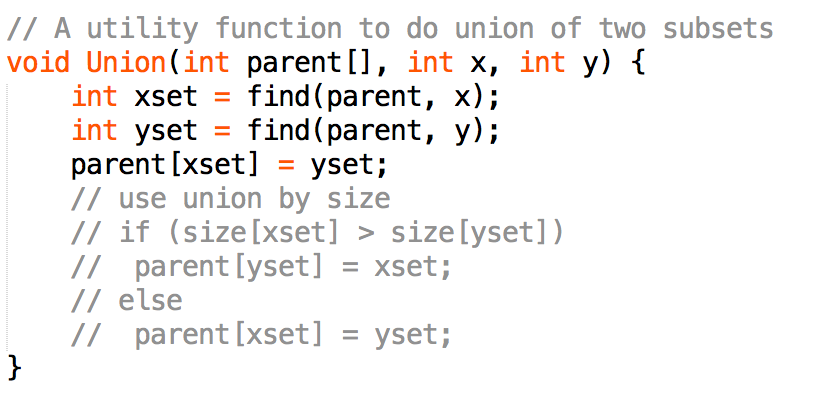 // A utility function to do union of two subsets
void Union(int parent[], int x, int y) {
    int xset = find(parent, x);
    int yset = find(parent, y);
    parent[xset] = yset;
    // use union by size
    // if (size[xset] > size[yset])
    //  parent[yset] = xset;
    // else
    //  parent[xset] = yset;
}